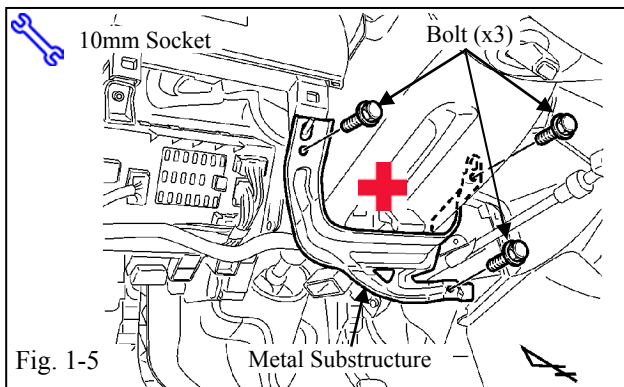 10mm Socket
Bolt (x3)
Fig. 1-5
Metal Substructure